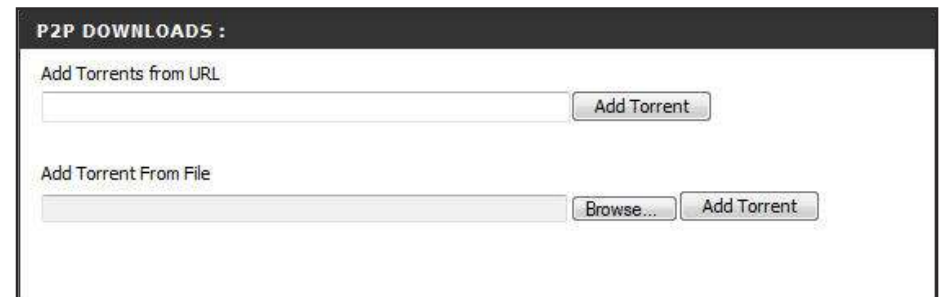 P2P DOWNLOADS :
Add Torrents from URL
Add Torrent
Add Torrent From File
Browse... Add Torrent